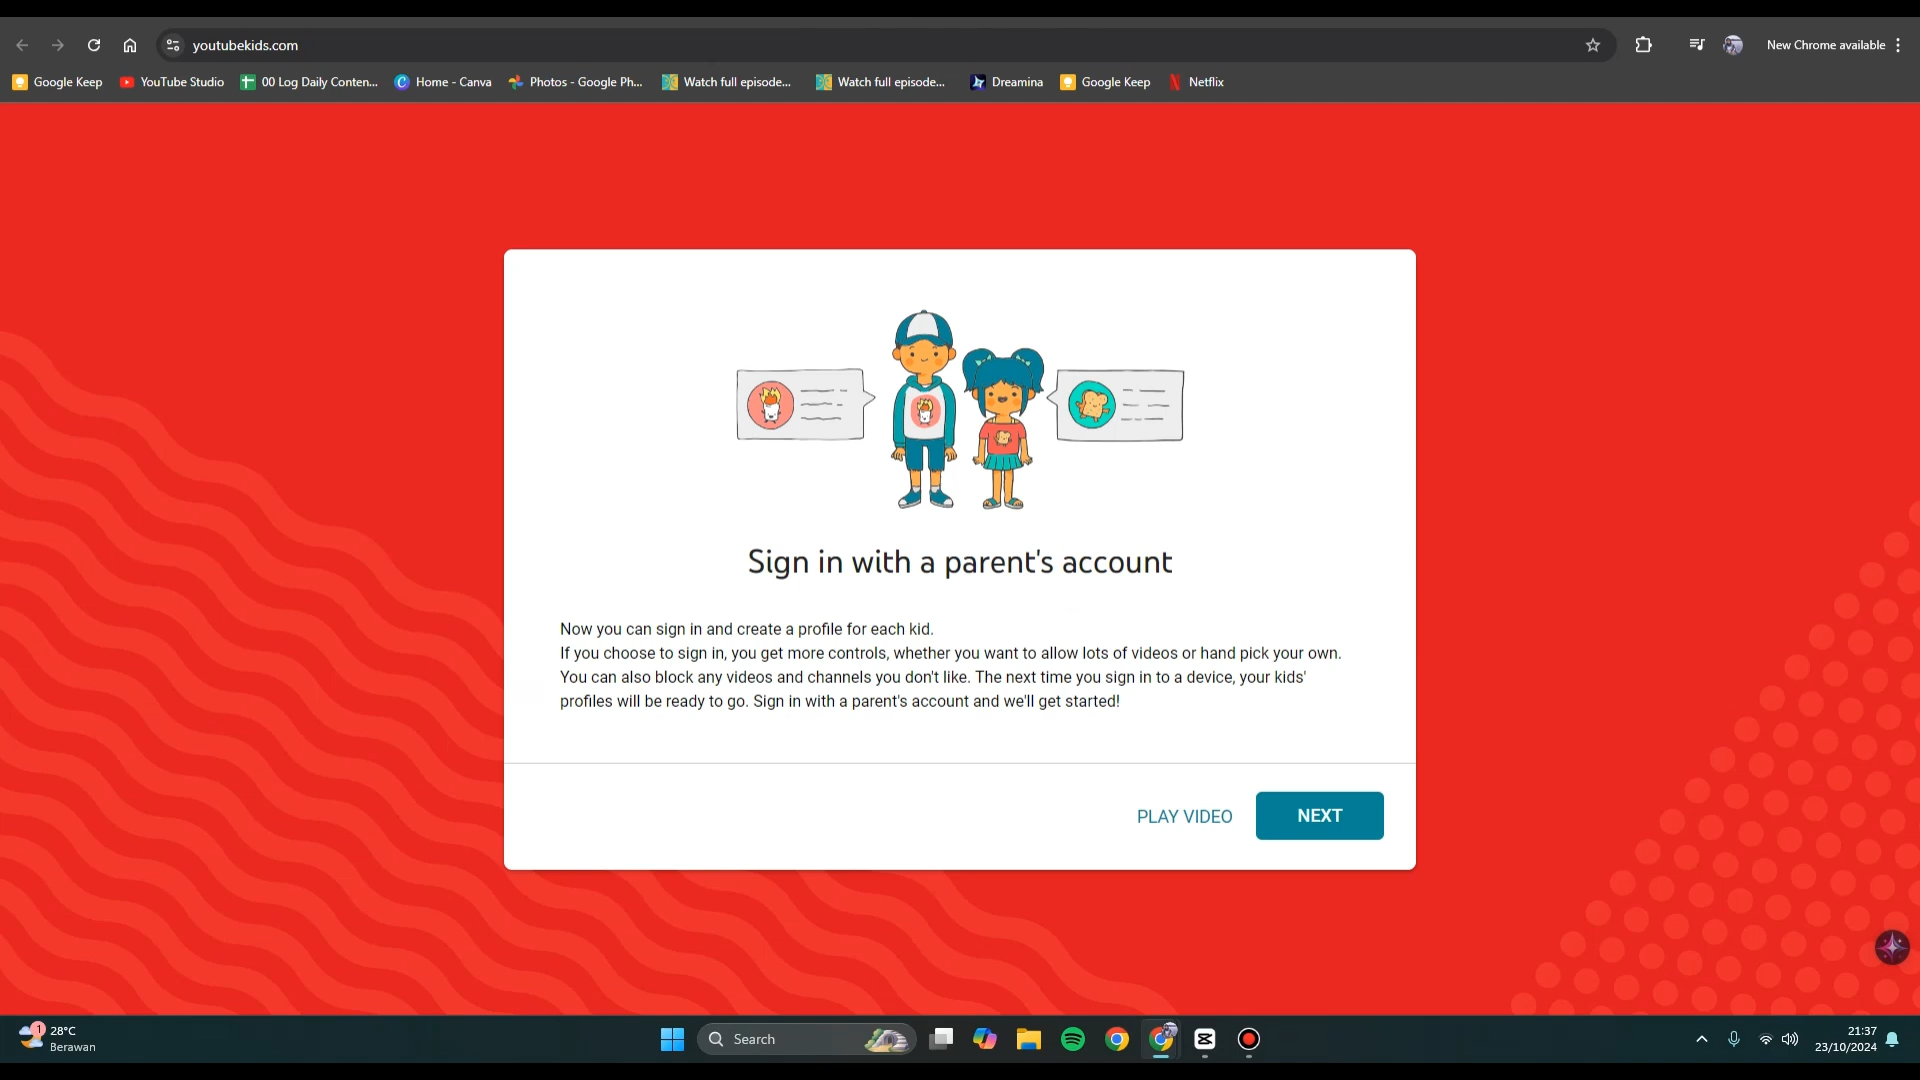 youtubekids.com
New Chrome available
Google Keep
YouTube Studio
00 Log Daily Conten...
Home - Canva
Photos - Google Ph...
Watch full episode...
Watch full episode...
Dreamina
Google Keep
Netflix
Sign in with a parent's account
Now you can sign in and create a profile for each kid.
If you choose to sign in, you get more controls, whether you want to allow lots of videos or hand pick your own.
You can also block any videos and channels you don't like. The next time you sign in to a device, your kids'
profiles will be ready to go. Sign in with a parent's account and we'll get started!
PLAY VIDEO
NEXT
1
28°C
Berawan
Search
21:37
23/10/2024